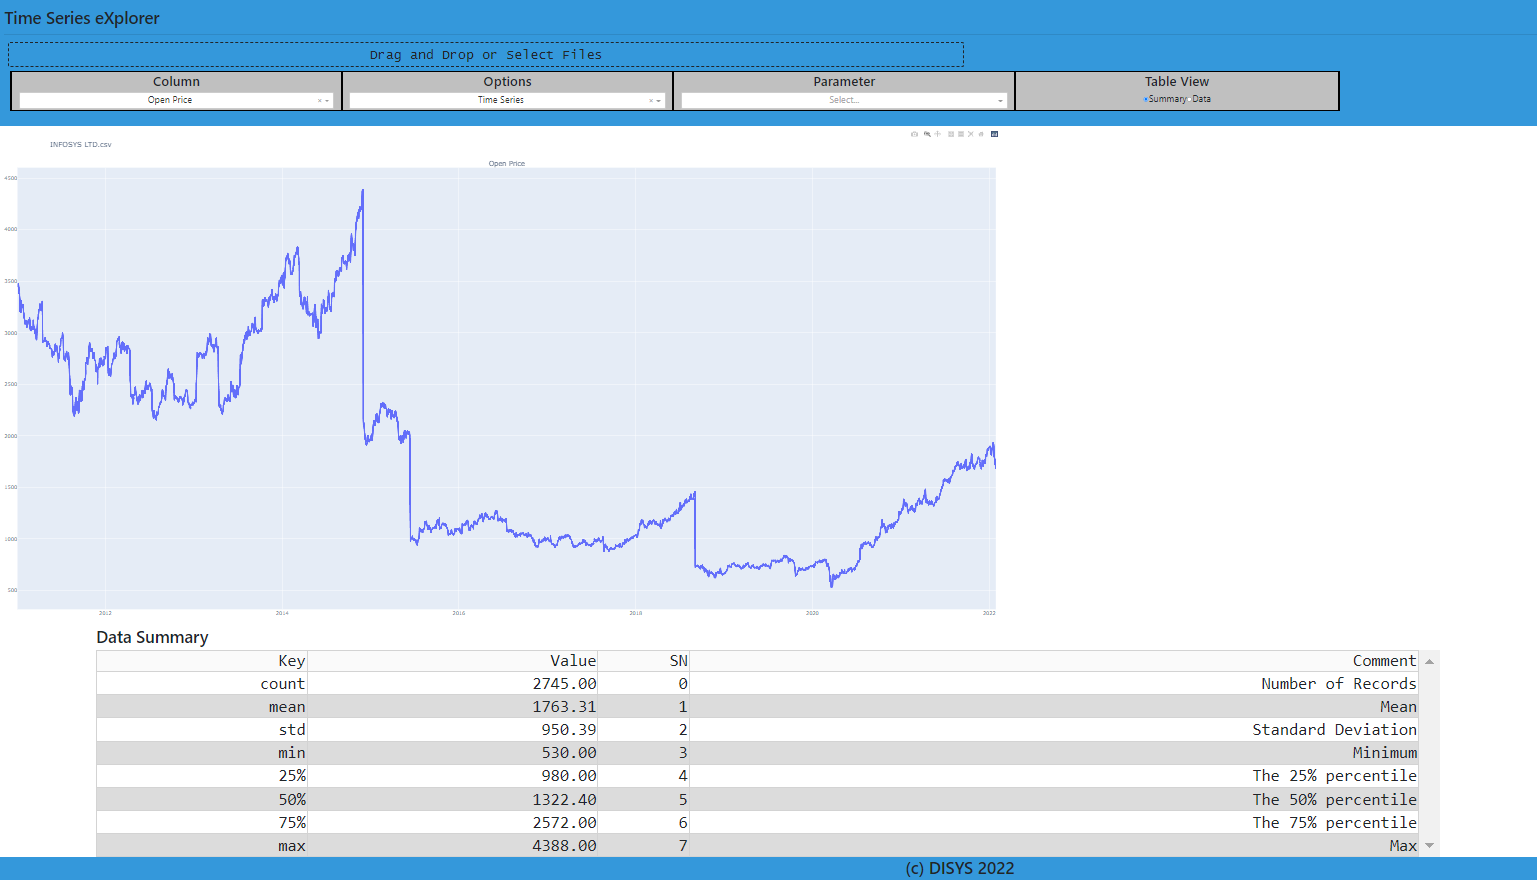 Time Series eXplorer
Drag and Drop or Select Files
Column Options Parameter Table View
Open Price × Time Series × Select... Summary Data
INFOSYS LTD.csv
Open Price
4500
4000
3500
3000
2500
2000
1500
1000
500
2012 2014 2016 2018 2020 2022
Data Summary
Key Value SN Comment
count 2745.00 0 Number of Records
mean 1763.31 1 Mean
std 950.39 2 Standard Deviation
min 530.00 3 Minimum
25% 980.00 4 The 25% percentile
50% 1322.40 5 The 50% percentile
75% 2572.00 6 The 75% percentile
max 4388.00 7 Max
(c) DISYS 2022